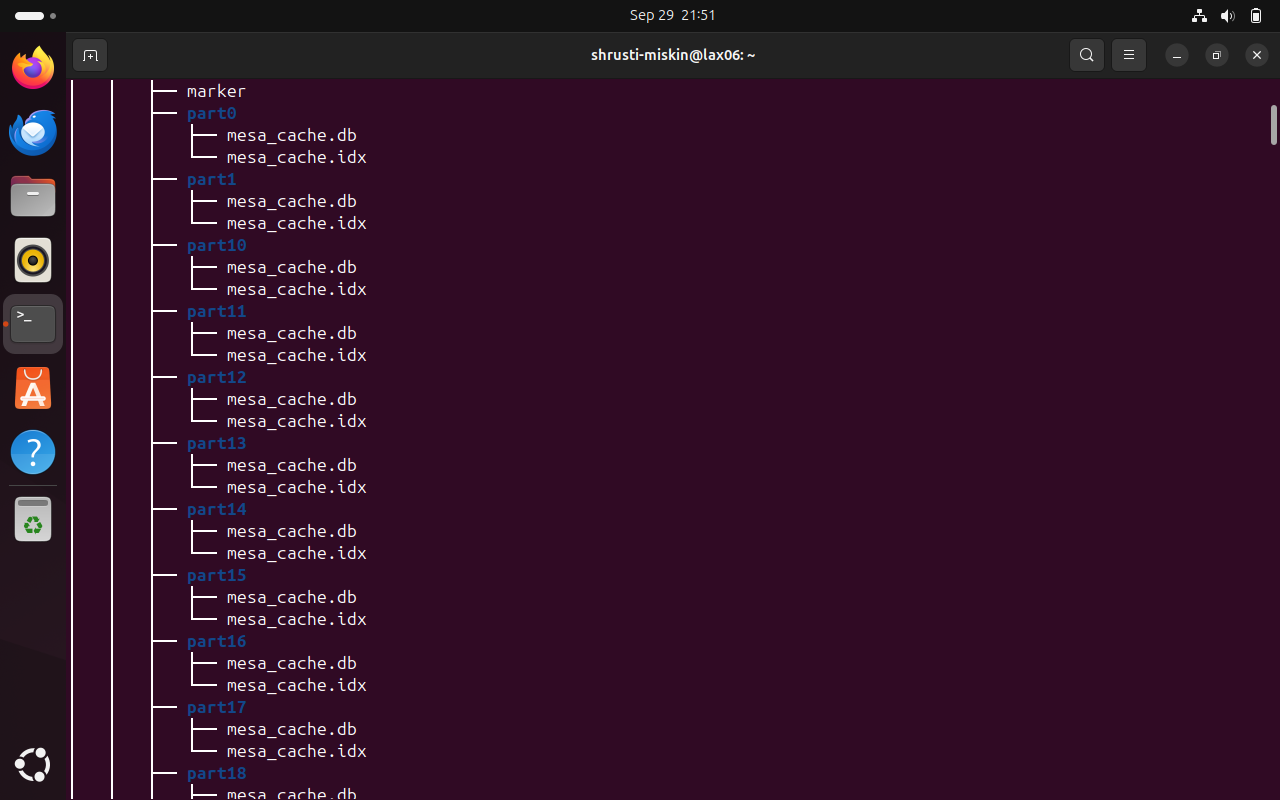 Sep 29 21:51
shrusti-miskin@lax06: ~
├── marker
├── part0
├── mesa_cache.db
└── mesa_cache.idx
├── part1
├── mesa_cache.db
└── mesa_cache.idx
├── part10
├── mesa_cache.db
└── mesa_cache.idx
├── part11
├── mesa_cache.db
└── mesa_cache.idx
├── part12
├── mesa_cache.db
└── mesa_cache.idx
├── part13
├── mesa_cache.db
└── mesa_cache.idx
├── part14
├── mesa_cache.db
└── mesa_cache.idx
├── part15
├── mesa_cache.db
└── mesa_cache.idx
├── part16
├── mesa_cache.db
└── mesa_cache.idx
├── part17
├── mesa_cache.db
└── mesa_cache.idx
├── part18
├── mesa_cache.db